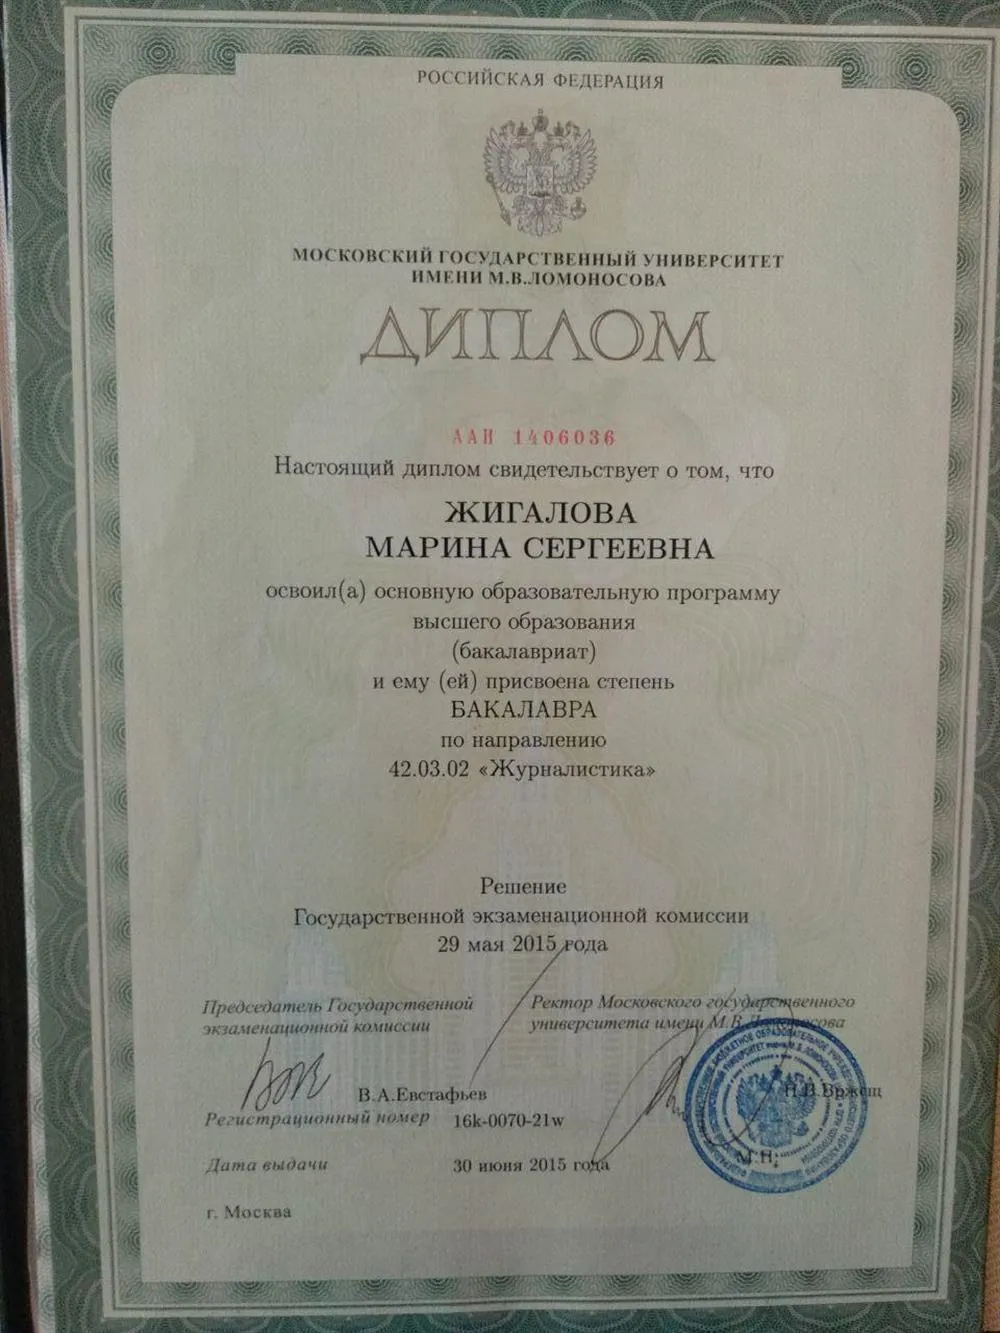 РОССИЙСКАЯ ФЕДЕРАЦИЯ
МОСКОВСКИЙ ГОСУДАРСТВЕННЫЙ УНИВЕРСИТЕТ
ИМЕНИ М.В.ЛОМОНОСОВА
ДИПЛОМ
ААН 1406036
Настоящий диплом свидетельствует о том, что
ЖИГАЛОВА
МАРИНА СЕРГЕЕВНА
освоил(а) основную образовательную программу
высшего образования
(бакалавриат)
и ему (ей) присвоена степень
БАКАЛАВРА
по направлению
42.03.02 «Журналистика»
Решение
Государственной экзаменационной комиссии
29 мая 2015 года
Председатель Государственной
экзаменационной комиссии
Ректор Московского государственного
университета имени М.В.Ломоносова
В.А.Евстафьев
Н.В.Вржещ
Регистрационный номер 16k-0070-21w
М.П.
Дата выдачи 30 июня 2015 года
г. Москва